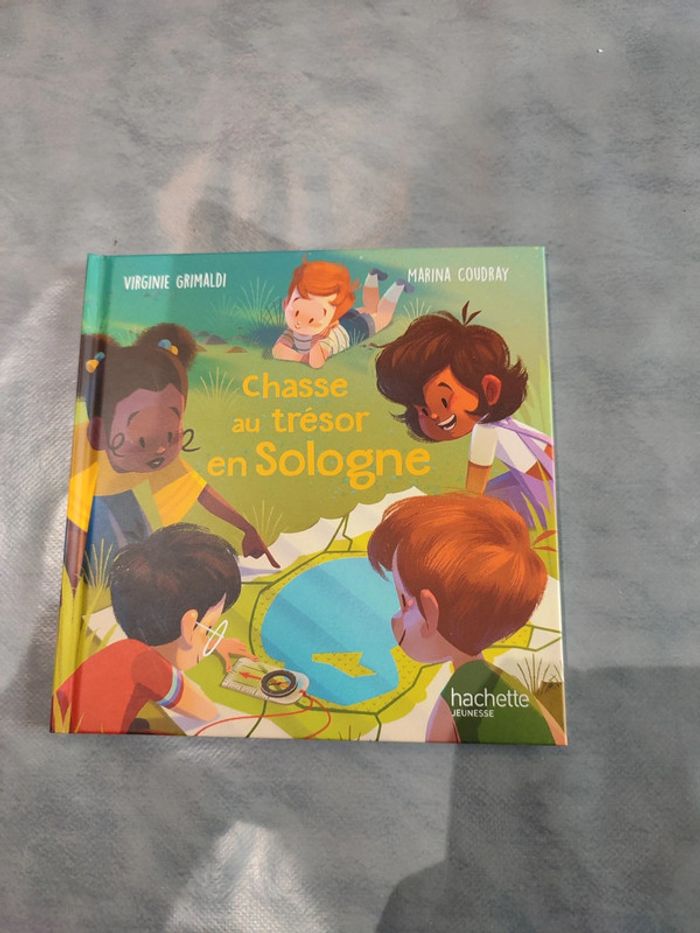 VIRGINIE GRIMALDI
MARINA COUDRAY
Chasse
au trésor
en Sologne
hachette
JEUNESSE